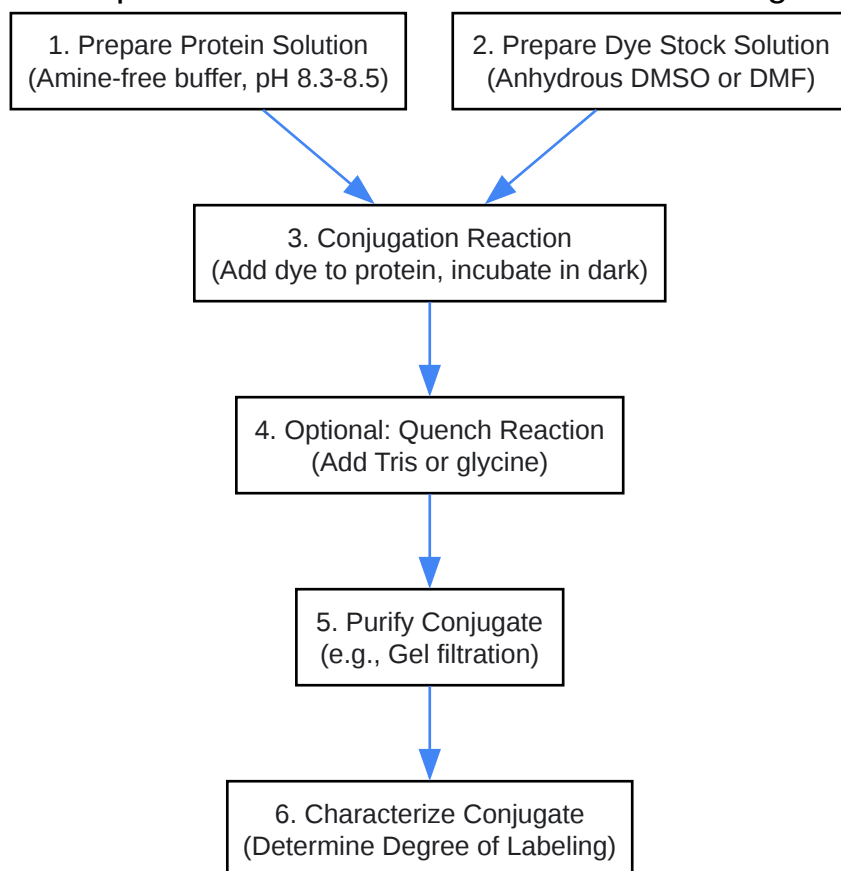 1. Prepare Protein Solution
(Amine-free buffer, pH 8.3-8.5)
2. Prepare Dye Stock Solution
(Anhydrous DMSO or DMF)
3. Conjugation Reaction
(Add dye to protein, incubate in dark)
4. Optional: Quench Reaction
(Add Tris or glycine)
5. Purify Conjugate
(e.g., Gel filtration)
6. Characterize Conjugate
(Determine Degree of Labeling)